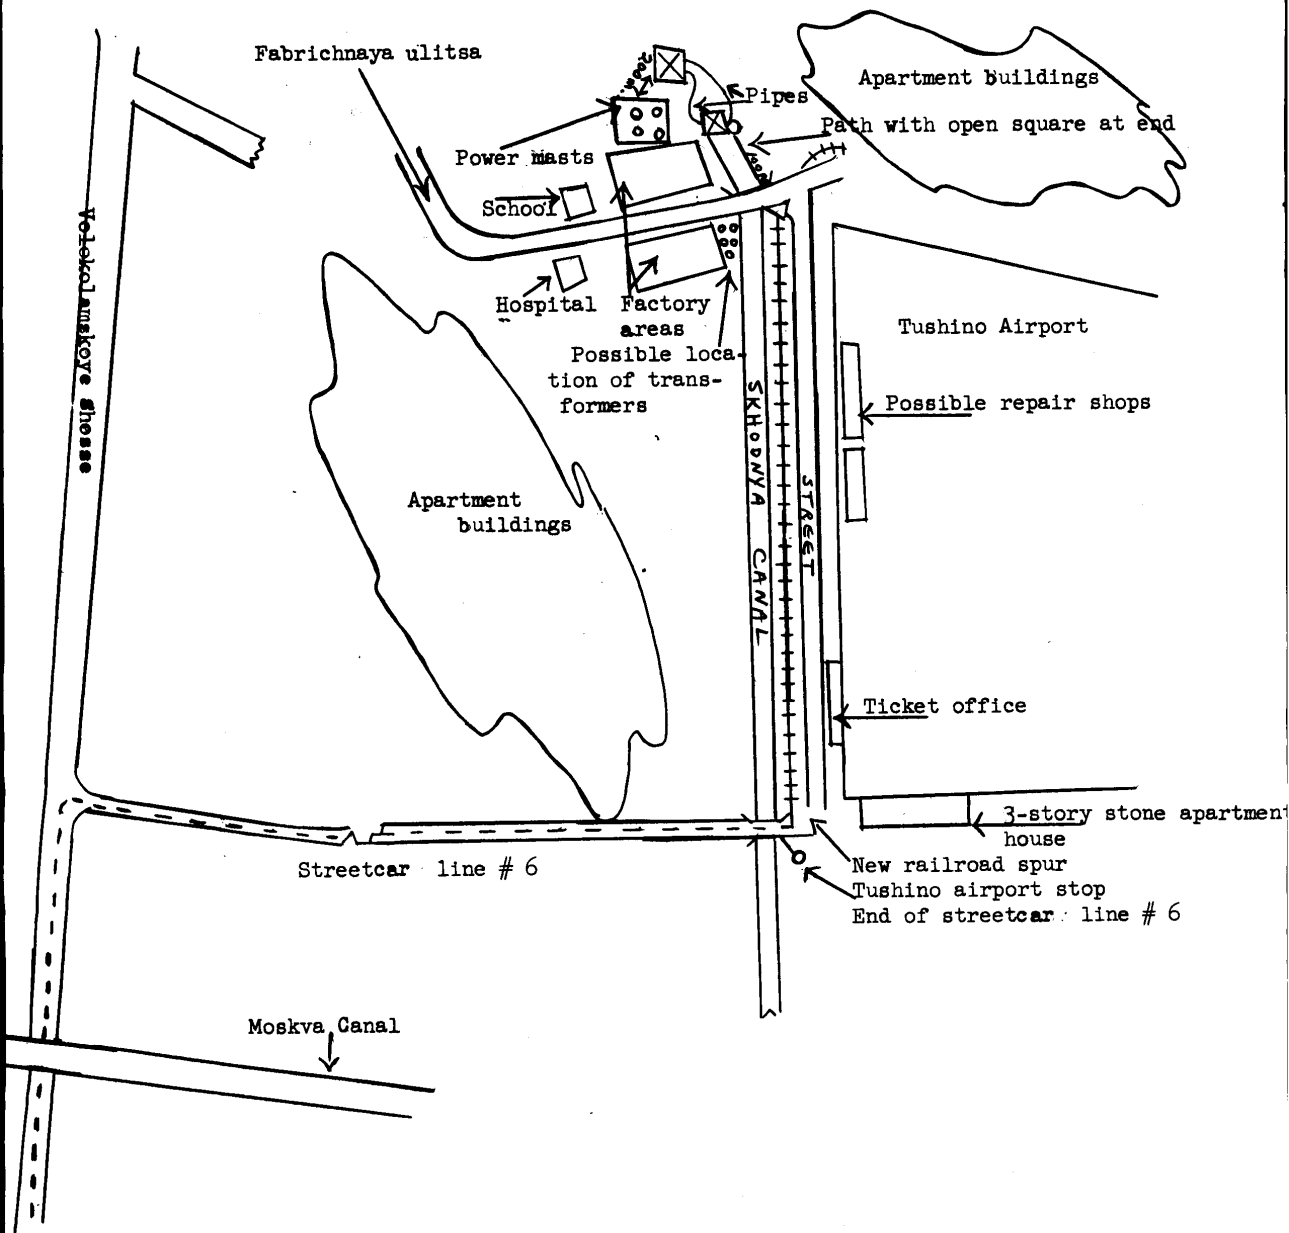 Fabrichnaya ulitsa
200m
Apartment buildings
Pipes
Path with open square at end
Power masts
100m
School
Volokolamskoye Shosse
Hospital
Factory
areas
Possible loca-
tion of trans-
formers
Tushino Airport
Possible repair shops
SKHODNYA CANAL
STREET
Apartment
buildings
Ticket office
3-story stone apartment
house
Streetcar line # 6
New railroad spur
Tushino airport stop
End of streetcar line # 6
Moskva Canal